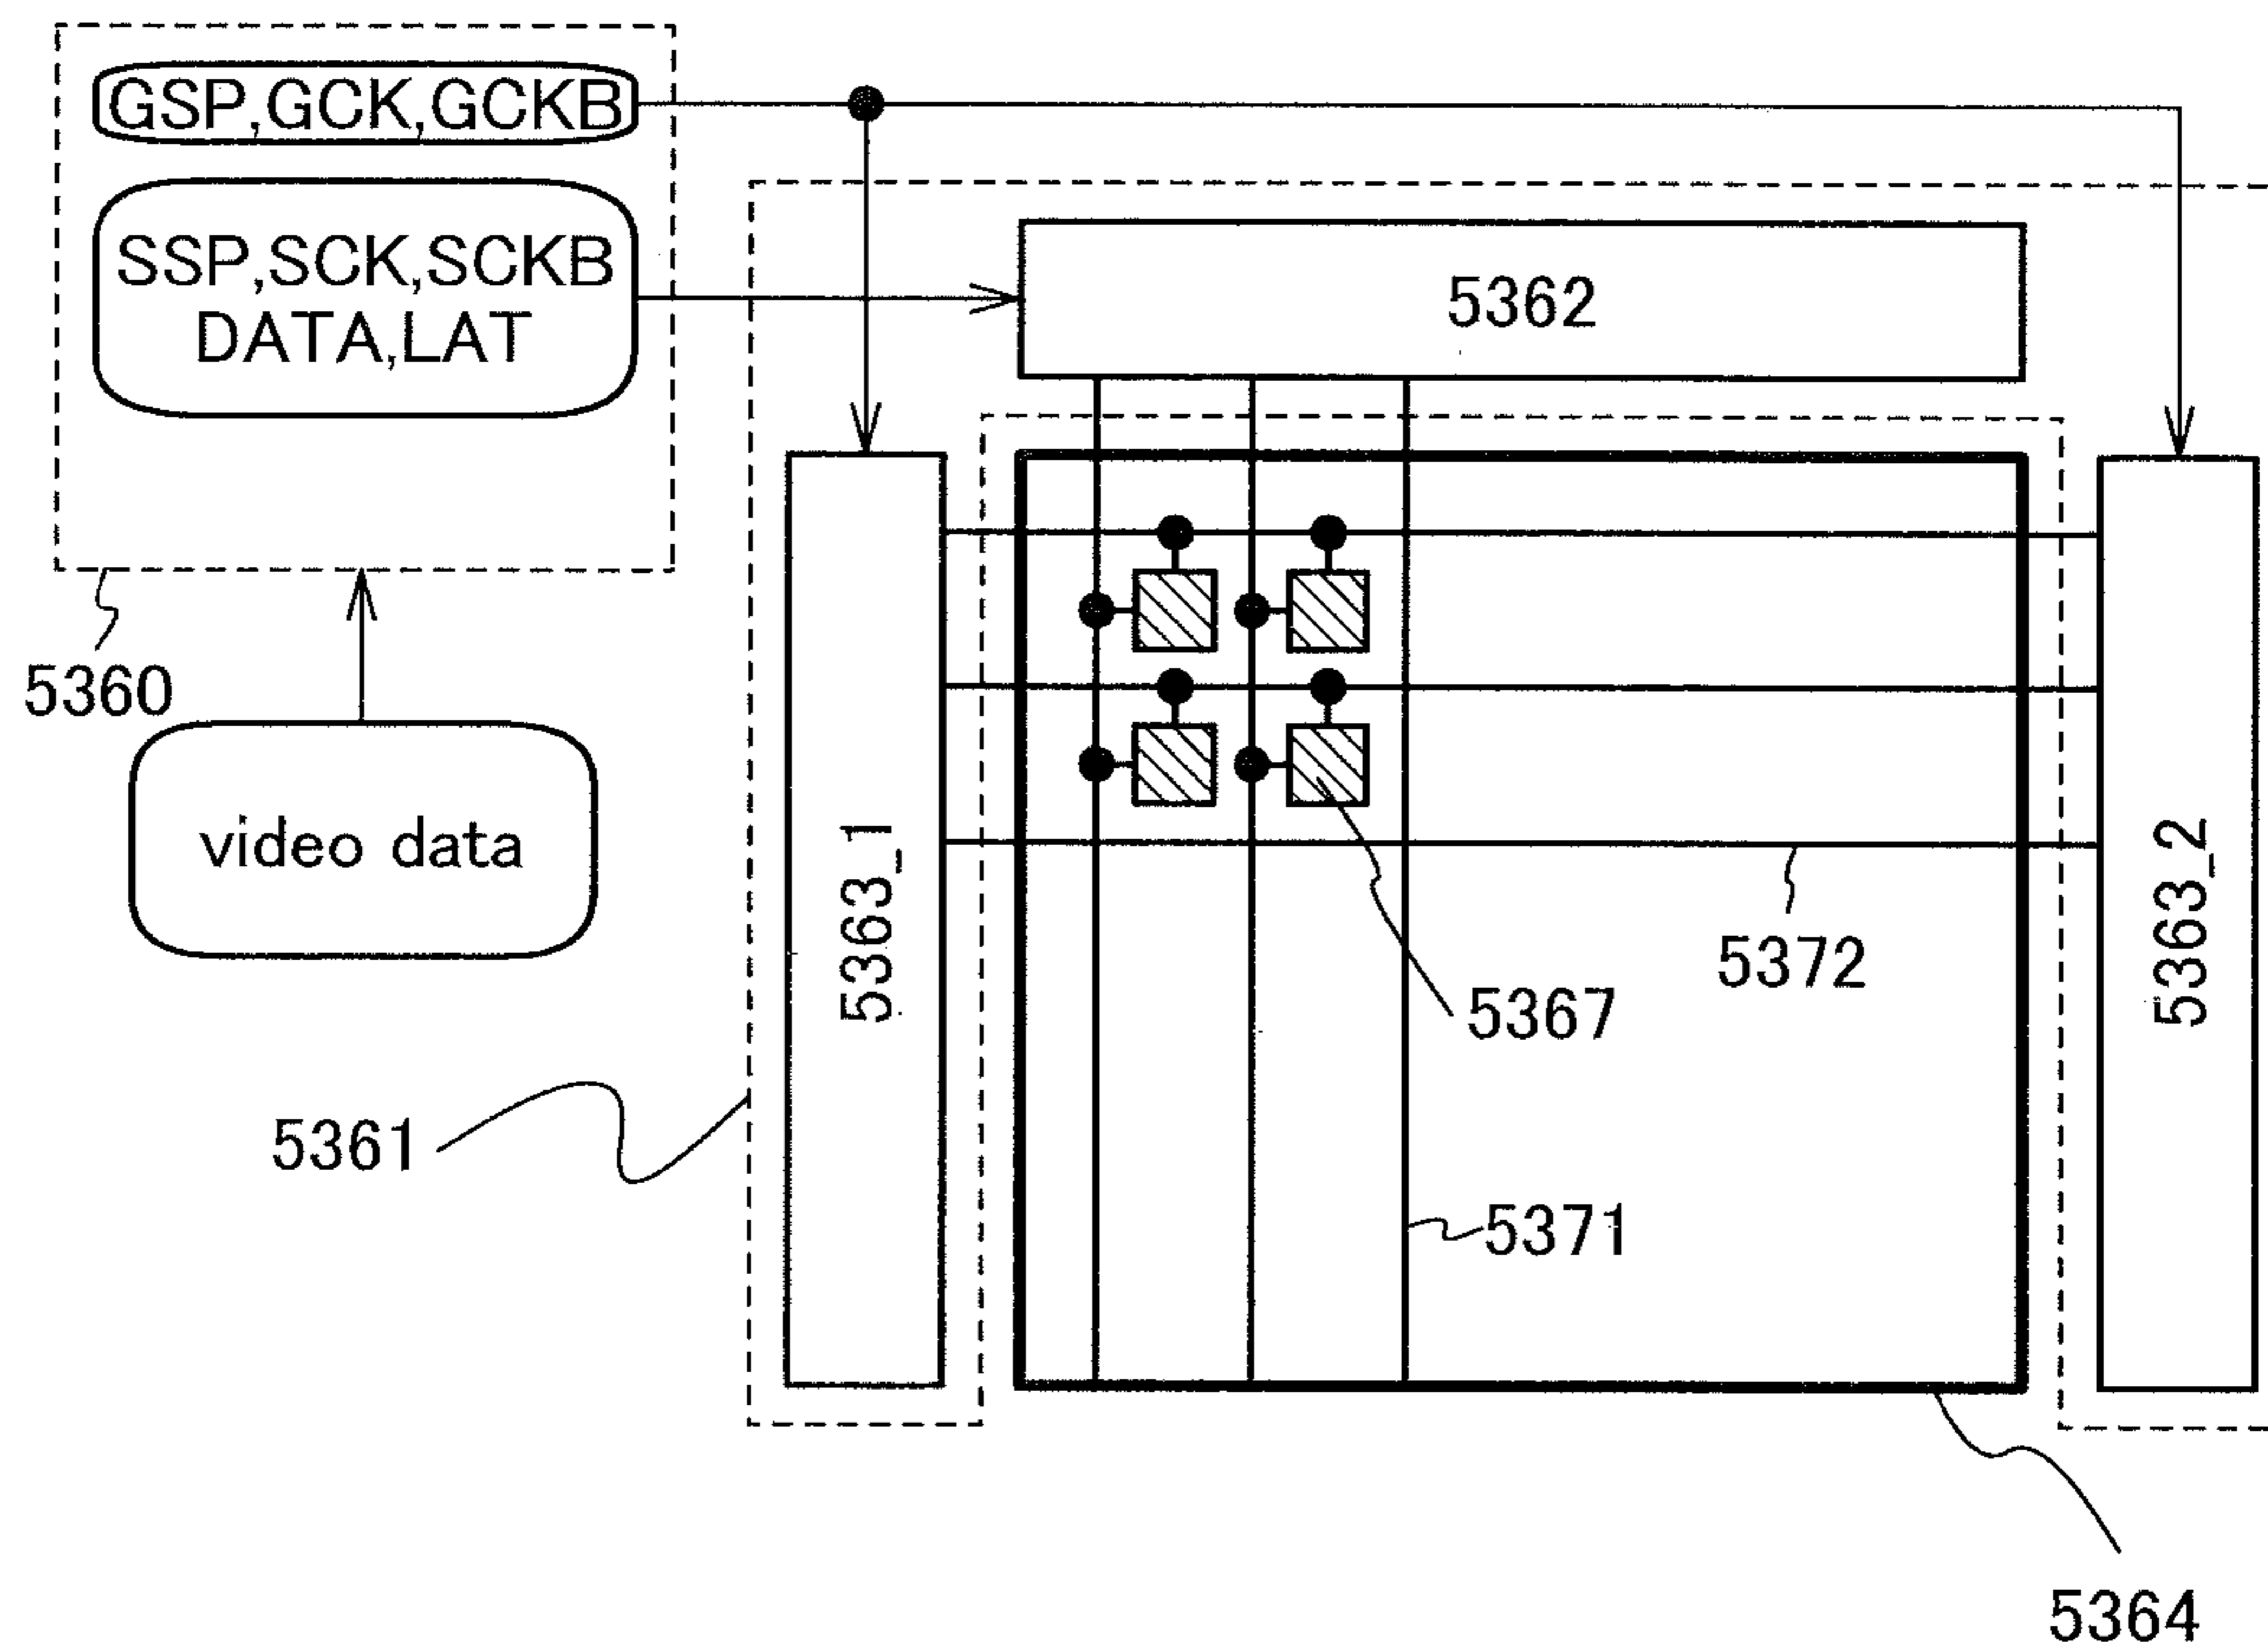 GSP,GCK,GCKB
SSP,SCK,SCKB
DATA,LAT
5362
5360
video data
5363_1
5363_2
5372
5367
5361
5371
5364